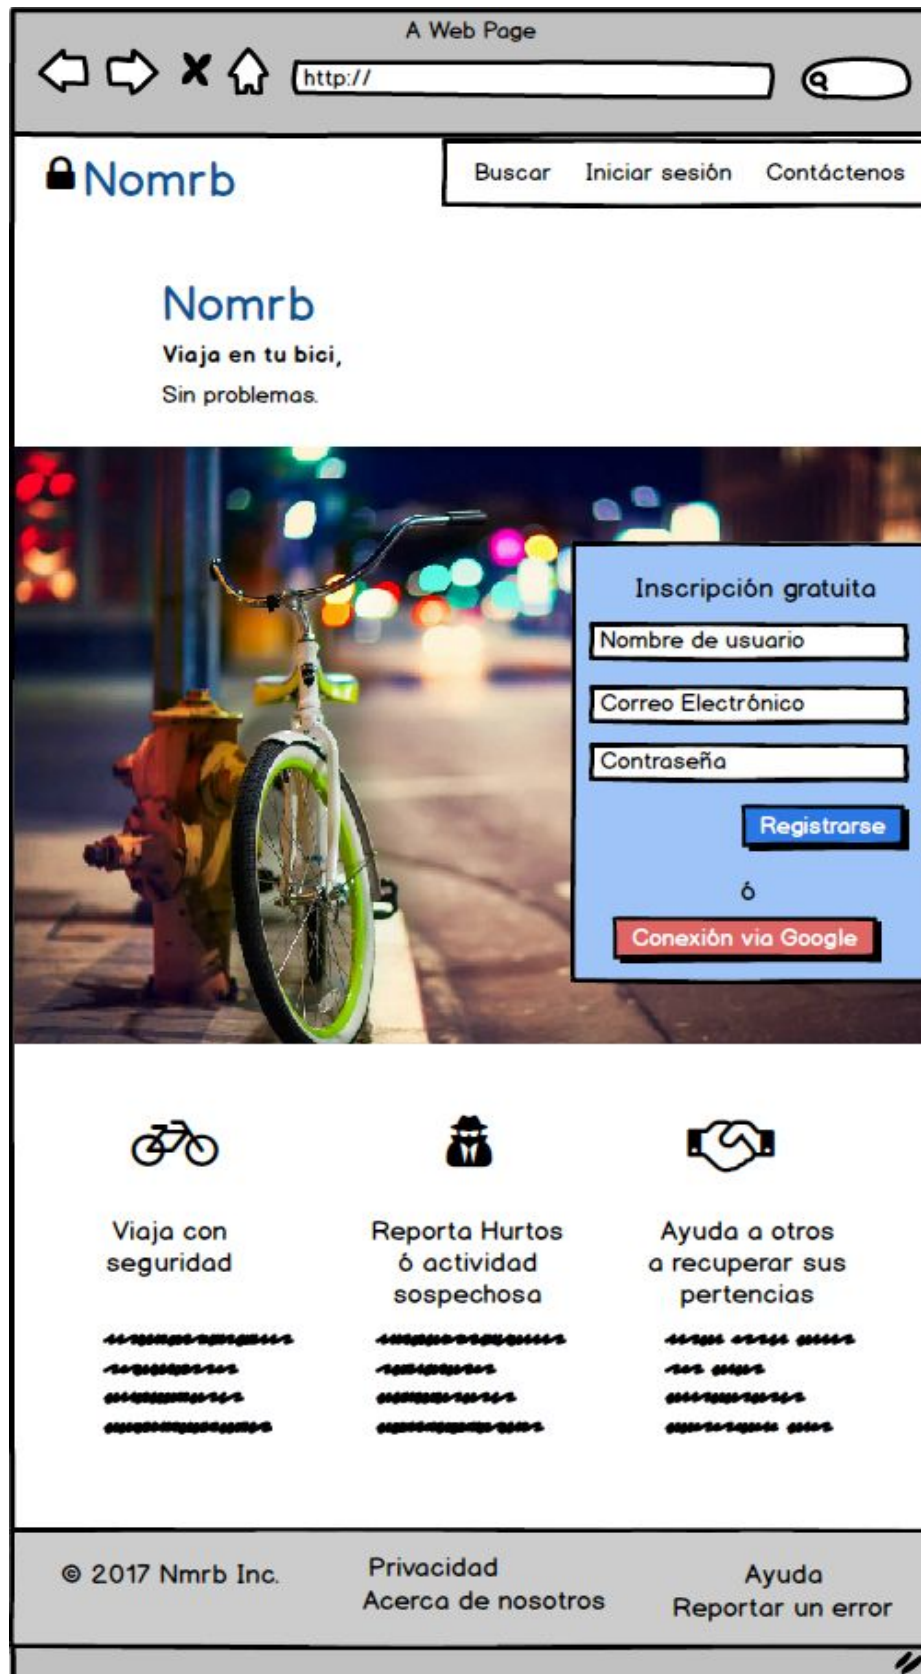 A Web Page
http://
Nomrb
Buscar Iniciar sesión Contáctenos
Nomrb
Viaja en tu bici,
Sin problemas.
Inscripción gratuita
Nombre de usuario
Correo Electrónico
Contraseña
Registrarse
ó
Conexión via Google
Viaja con
seguridad
Reporta Hurtos
ó actividad
sospechosa
Ayuda a otros
a recuperar sus
pertencias
© 2017 Nmrb Inc.
Privacidad
Acerca de nosotros
Ayuda
Reportar un error